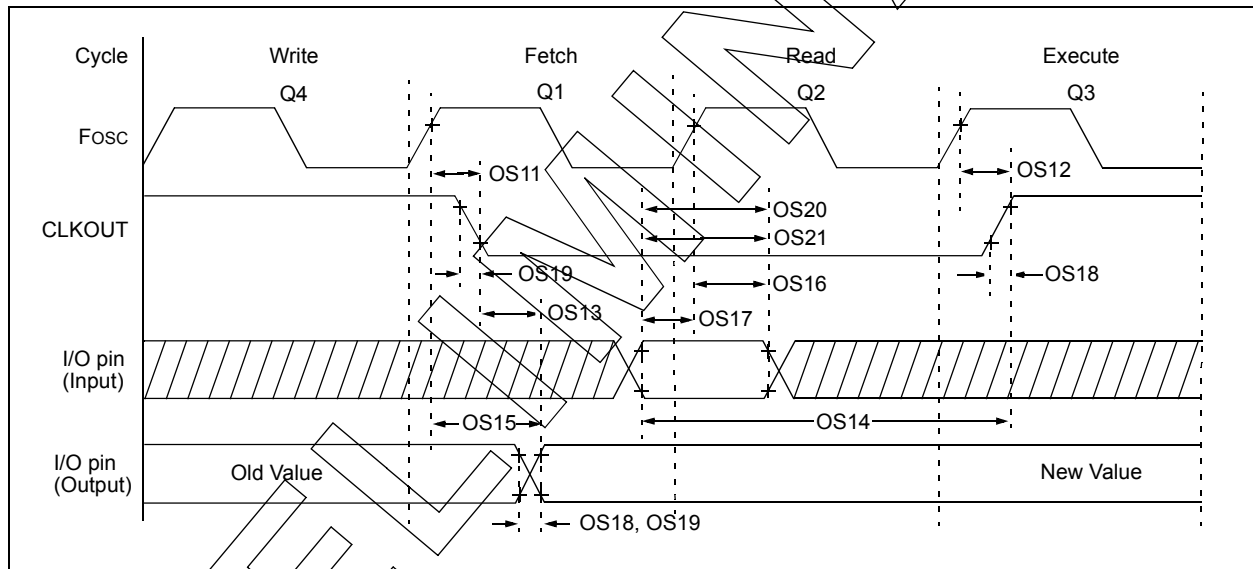 Cycle Write Fetch Read Execute
Q4 Q1 Q2 Q3
Fosc
OS11 OS12
OS20
CLKOUT
OS21
OS19 OS16 OS18
OS13 OS17
I/O pin
(Input)
OS15 OS14
I/O pin
(Output)
Old Value New Value
OS18, OS19